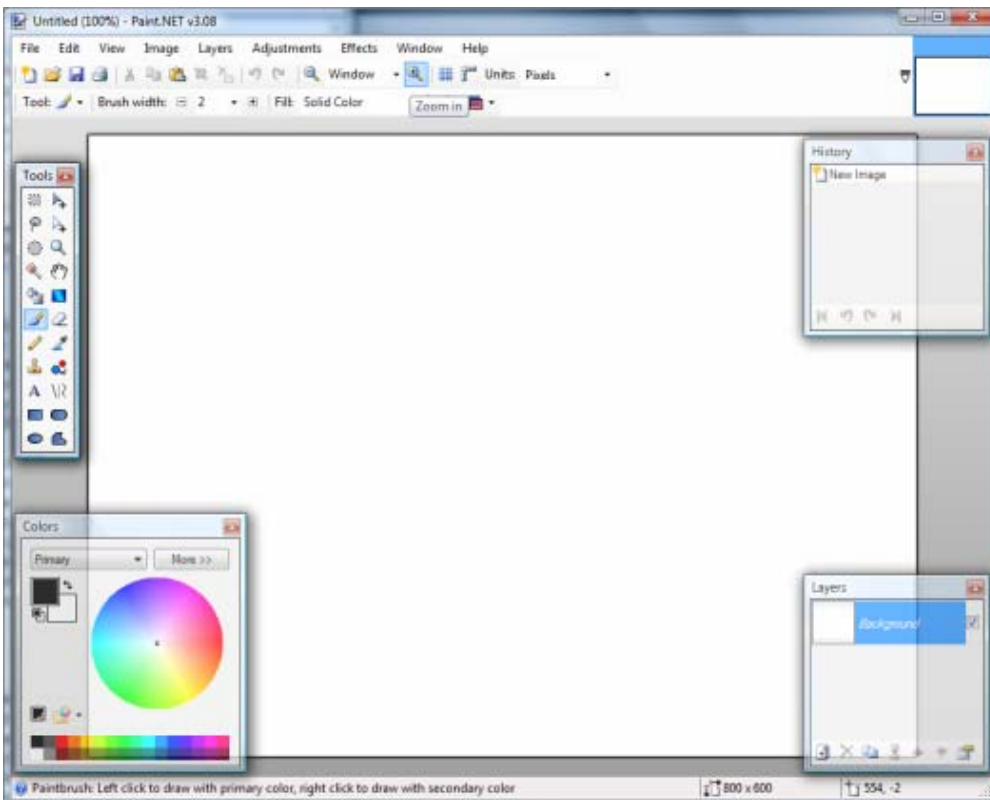 Untitled (100%) - Paint.NET v3.08
File Edit View Image Layers Adjustments Effects Window Help
Window Units: Pixels
Tool: Brush width: 2 Fill: Solid Color
Zoom in
History
New Image
Tools
Colors
Primary More >>
Layers
Background
Paintbrush: Left click to draw with primary color, right click to draw with secondary color 800 x 600 554, -2